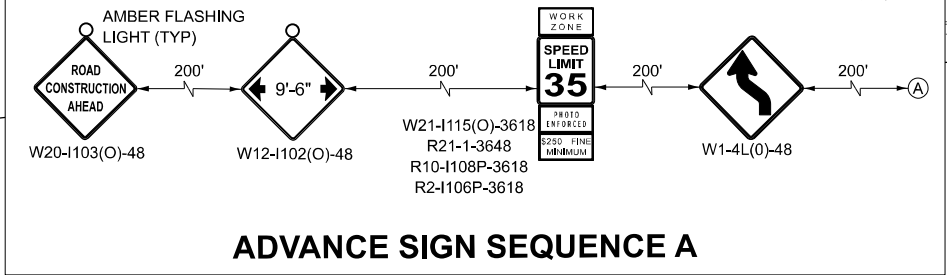 AMBER FLASHING
LIGHT (TYP)
ROAD
CONSTRUCTION
AHEAD
200'
9'-6"
200'
WORK
ZONE
SPEED
LIMIT
35
PHOTO
ENFORCED
$250 FINE
MINIMUM
200'
200'
A
W20-I103(O)-48
W12-I102(O)-48
W21-I115(O)-3618
R21-1-3648
R10-I108P-3618
R2-I106P-3618
W1-4L(0)-48
ADVANCE SIGN SEQUENCE A